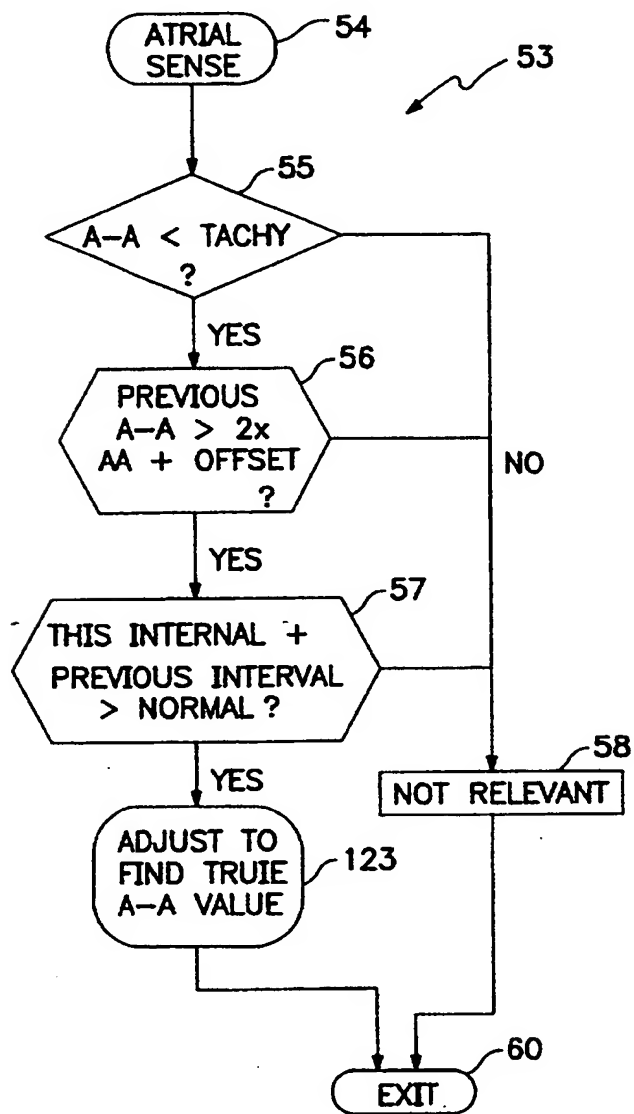 ATRIAL
SENSE
54
53
55
A-A < TACHY
?
YES
56
PREVIOUS
A-A > 2x
AA + OFFSET
?
NO
YES
57
THIS INTERNAL +
PREVIOUS INTERVAL
> NORMAL ?
YES
58
NOT RELEVANT
ADJUST TO
FIND TRUIE
A-A VALUE
123
60
EXIT